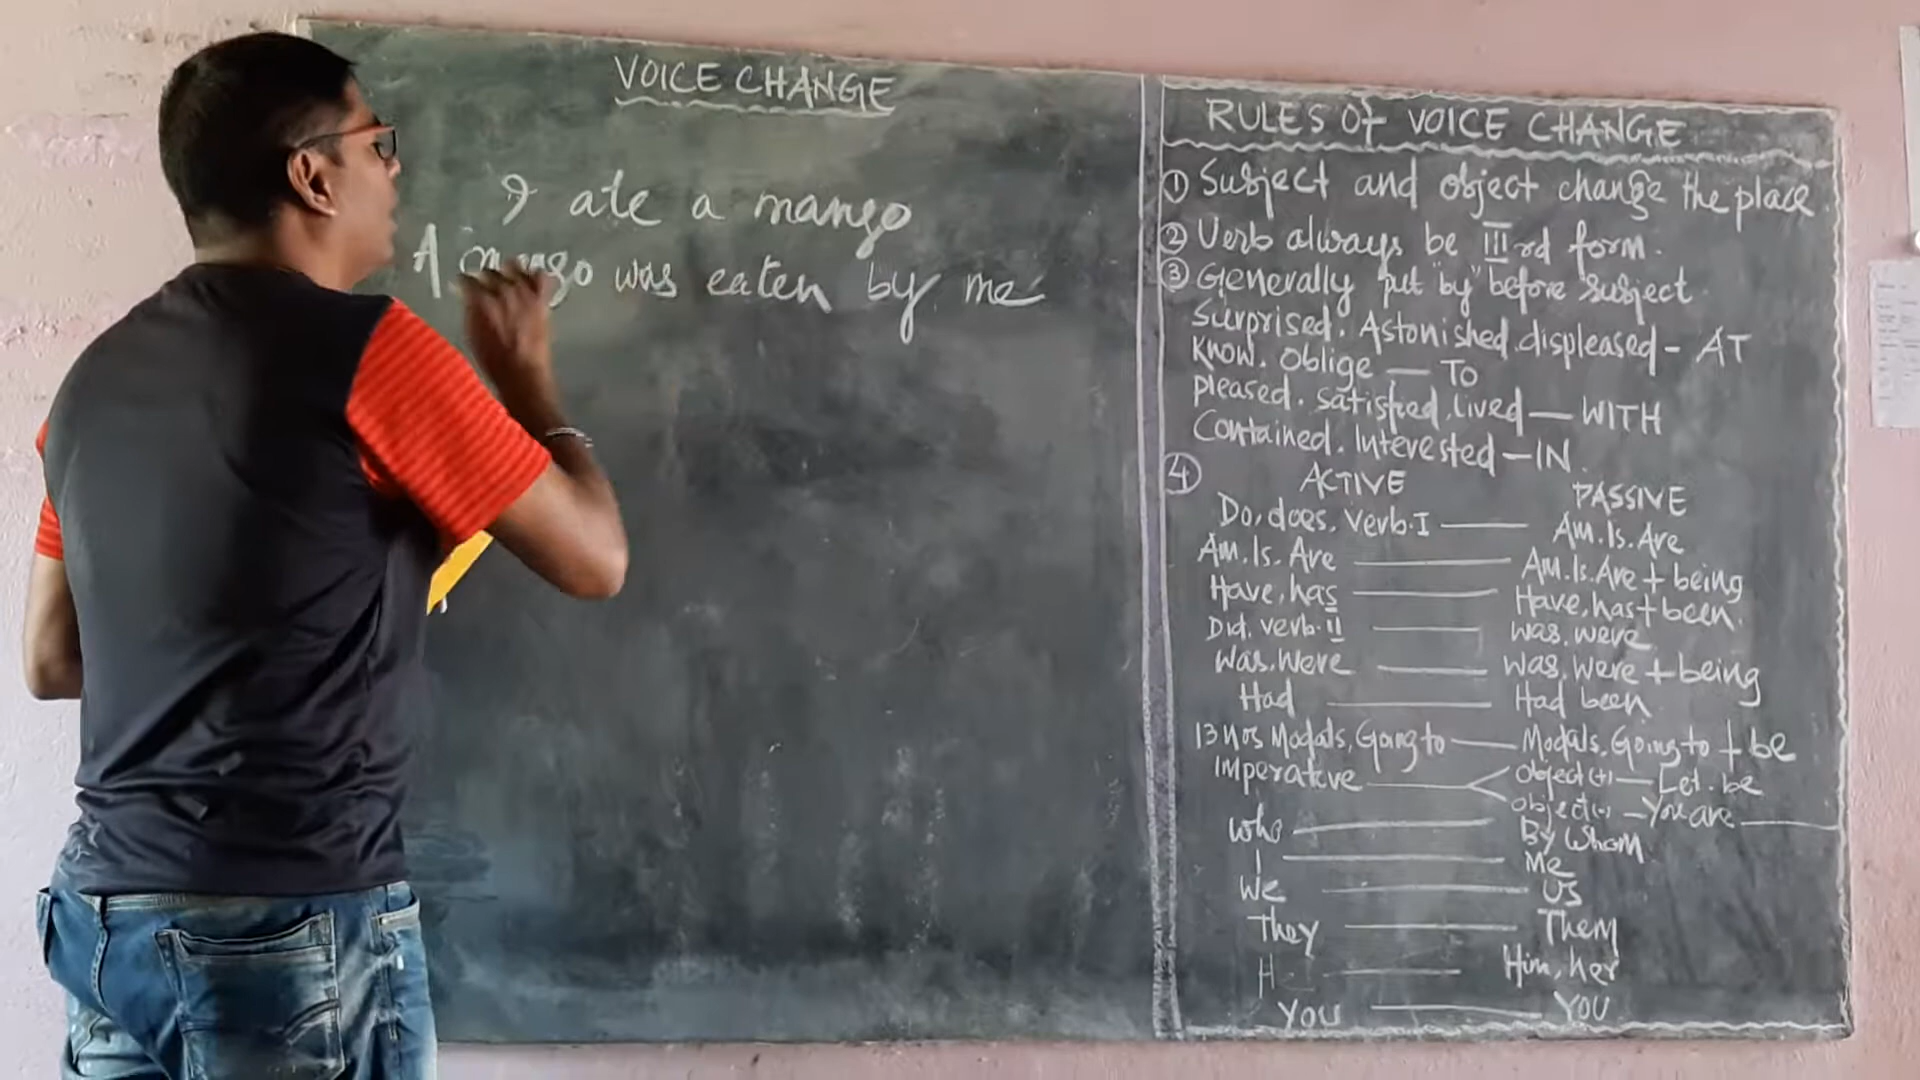 VOICE CHANGE
I ate a mango
A mango was eaten by me
RULES OF VOICE CHANGE
① Subject and object change the place.
② Verb always be IIIrd form.
③ Generally put "by" before subject.
Surprised. Astonished. displeased - AT
Know. Oblige — TO
pleased. satisfied. lived — WITH
Contained. Interested - IN.
④ ACTIVE PASSIVE
Do, does, verb.I — Am. Is. Are
Am. Is. Are — Am. Is. Are + being
Have, has — Have, has + been.
Did. verb.II — was. were
Was. Were — was. were + being
Had — Had been
13 nos Modals, Going to — Modals, Going to + be
Imperative — object (+) — Let. be
object (-) — You are —
Who — By Whom
I — Me
We — Us
They — Them
H — Him, her
YOU — YOU